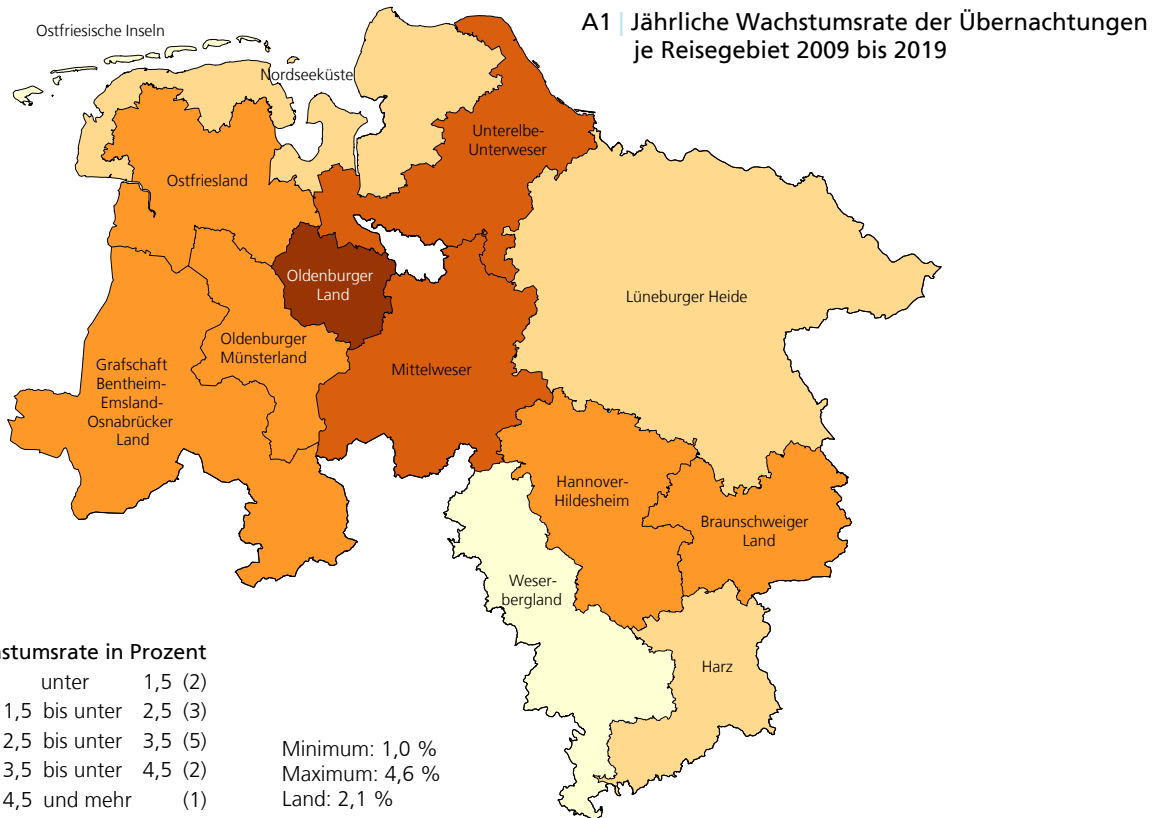 A1 | Jährliche Wachstumsrate der Übernachtungen
je Reisegebiet 2009 bis 2019
Ostfriesische Inseln
Nordseeküste
Unterelbe-
Unterweser
Ostfriesland
Oldenburger
Land
Lüneburger Heide
Oldenburger
Münsterland
Mittelweser
Grafschaft
Bentheim-
Emsland-
Osnabrücker
Land
Hannover-
Hildesheim
Braunschweiger
Land
Weser-
bergland
Harz
stumsrate in Prozent
unter 1,5 (2)
1,5 bis unter 2,5 (3)
2,5 bis unter 3,5 (5)
3,5 bis unter 4,5 (2)
4,5 und mehr (1)
Minimum: 1,0 %
Maximum: 4,6 %
Land: 2,1 %